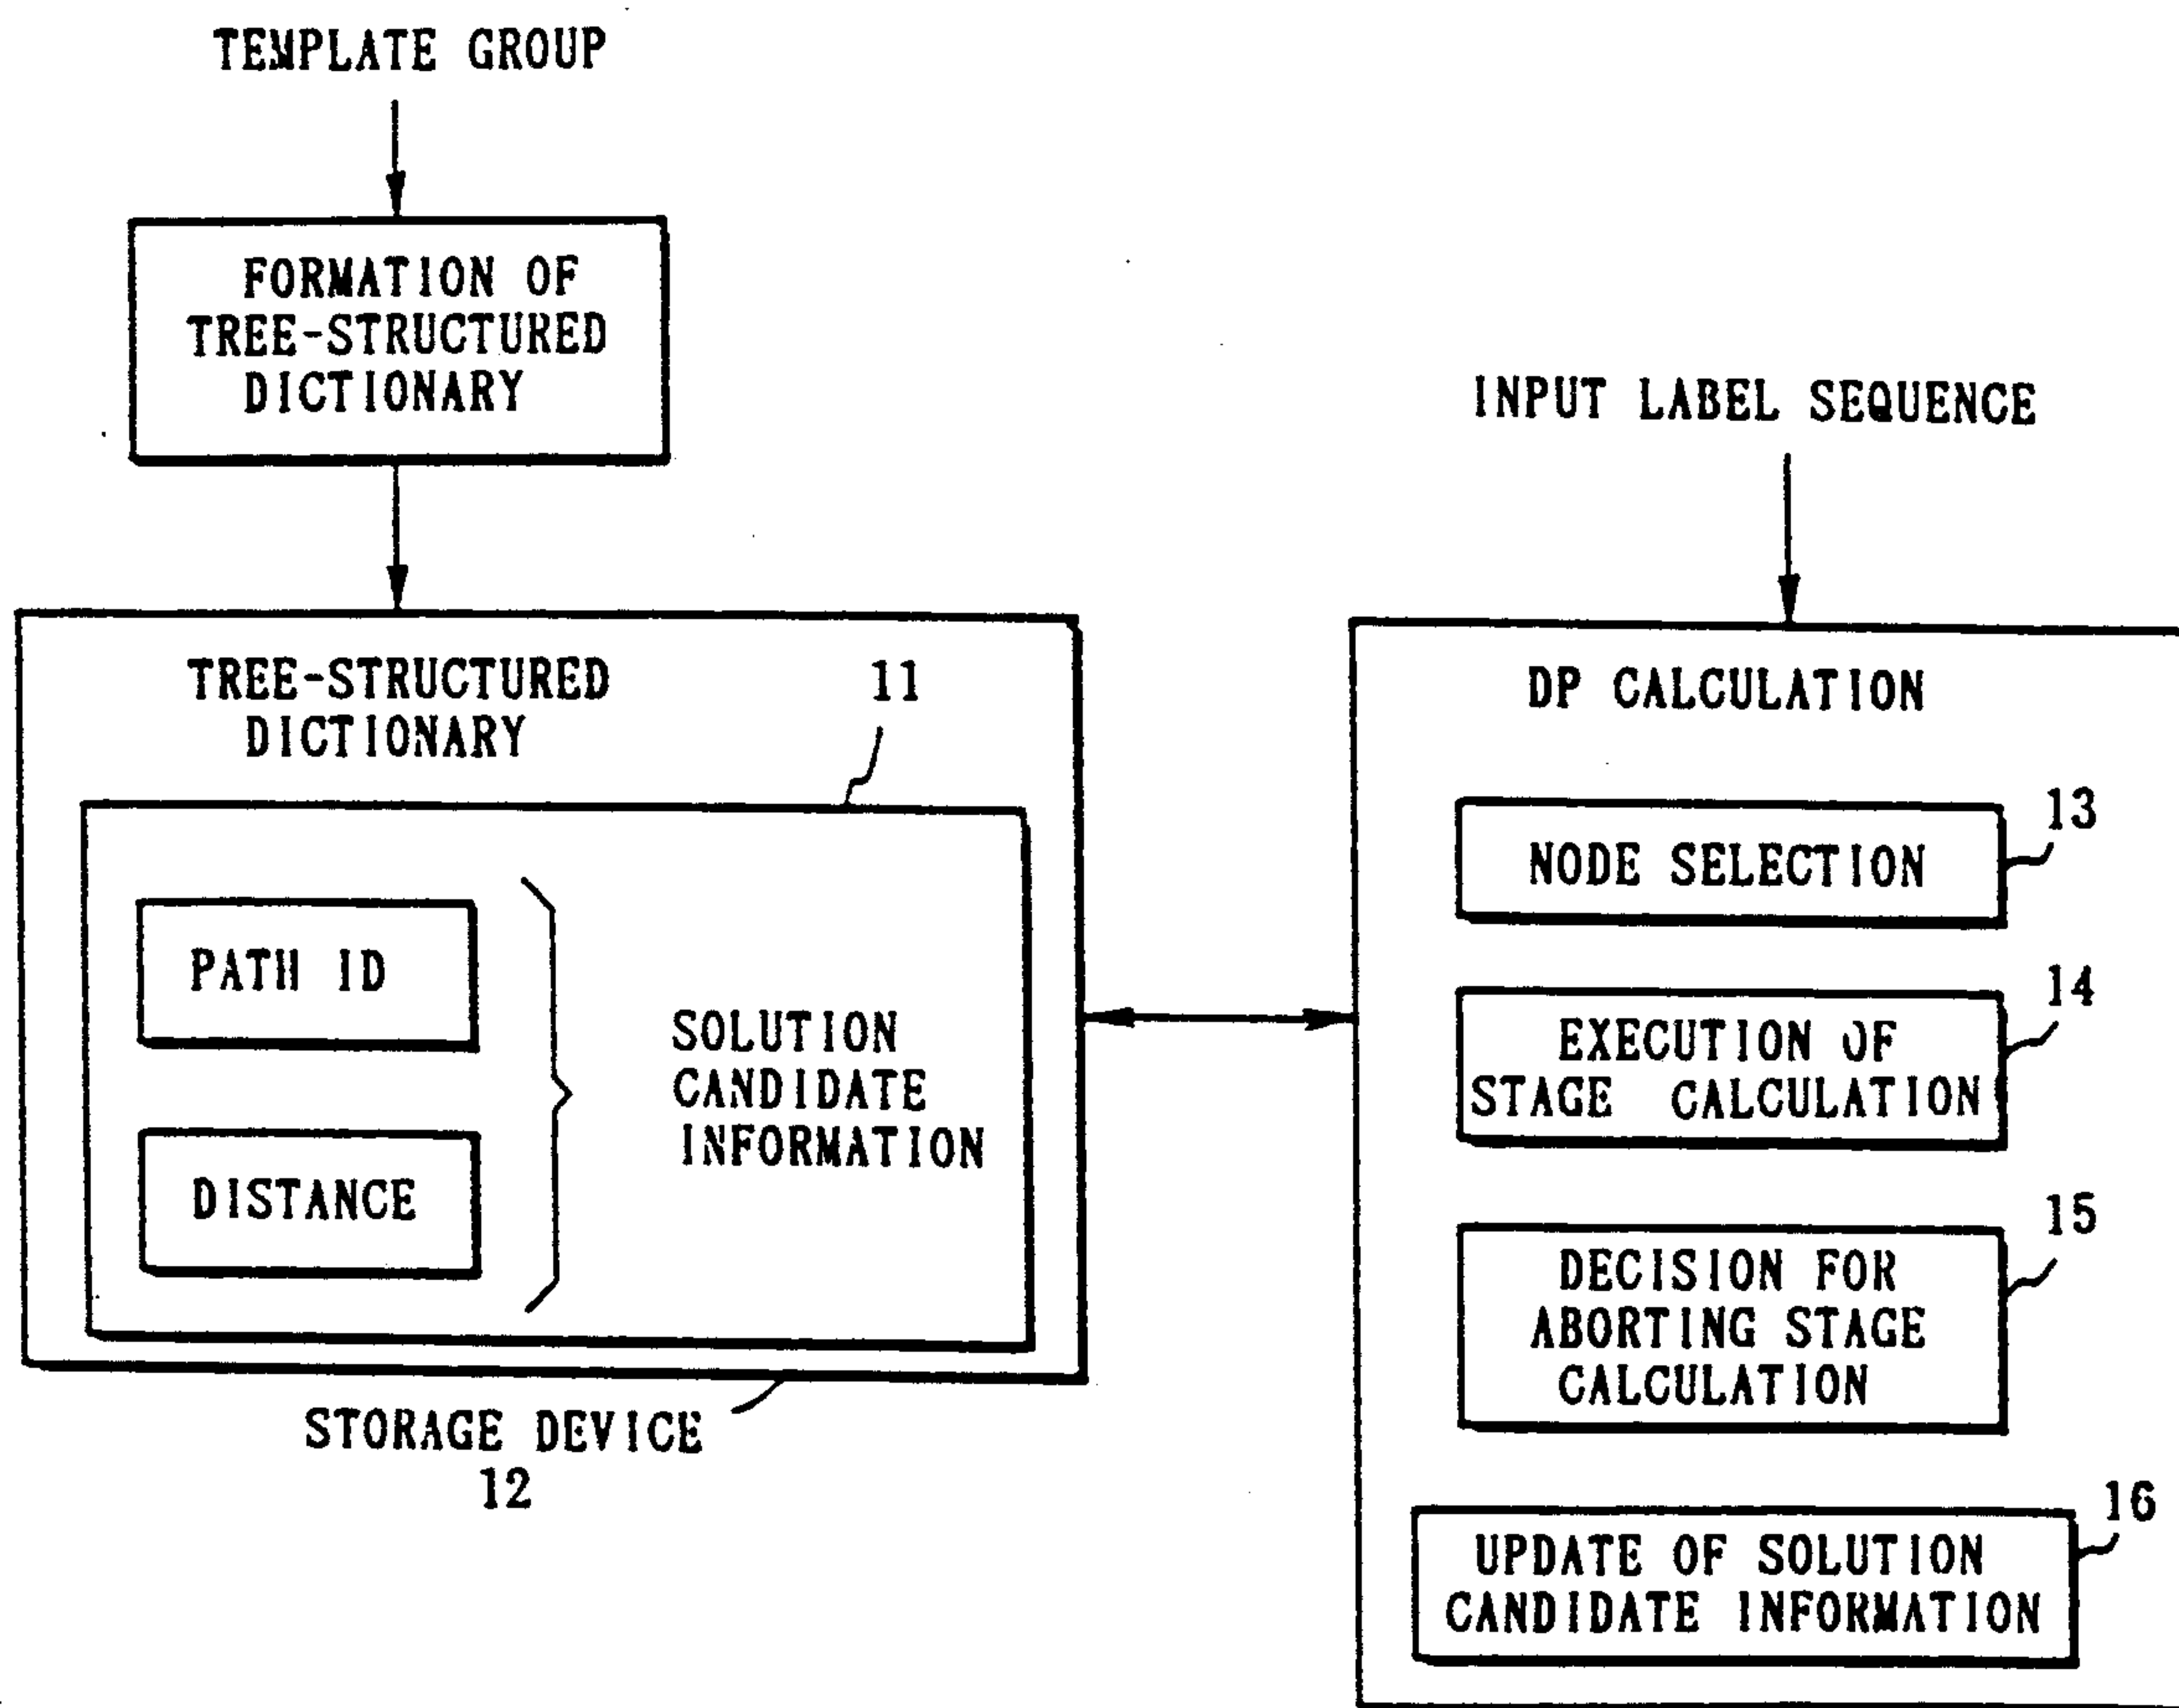 TEMPLATE GROUP
FORMATION OF
TREE-STRUCTURED
DICTIONARY
INPUT LABEL SEQUENCE
TREE-STRUCTURED
DICTIONARY
11
PATH ID
DISTANCE
SOLUTION
CANDIDATE
INFORMATION
STORAGE DEVICE
12
DP CALCULATION
13
NODE SELECTION
14
EXECUTION OF
STAGE CALCULATION
15
DECISION FOR
ABORTING STAGE
CALCULATION
16
UPDATE OF SOLUTION
CANDIDATE INFORMATION